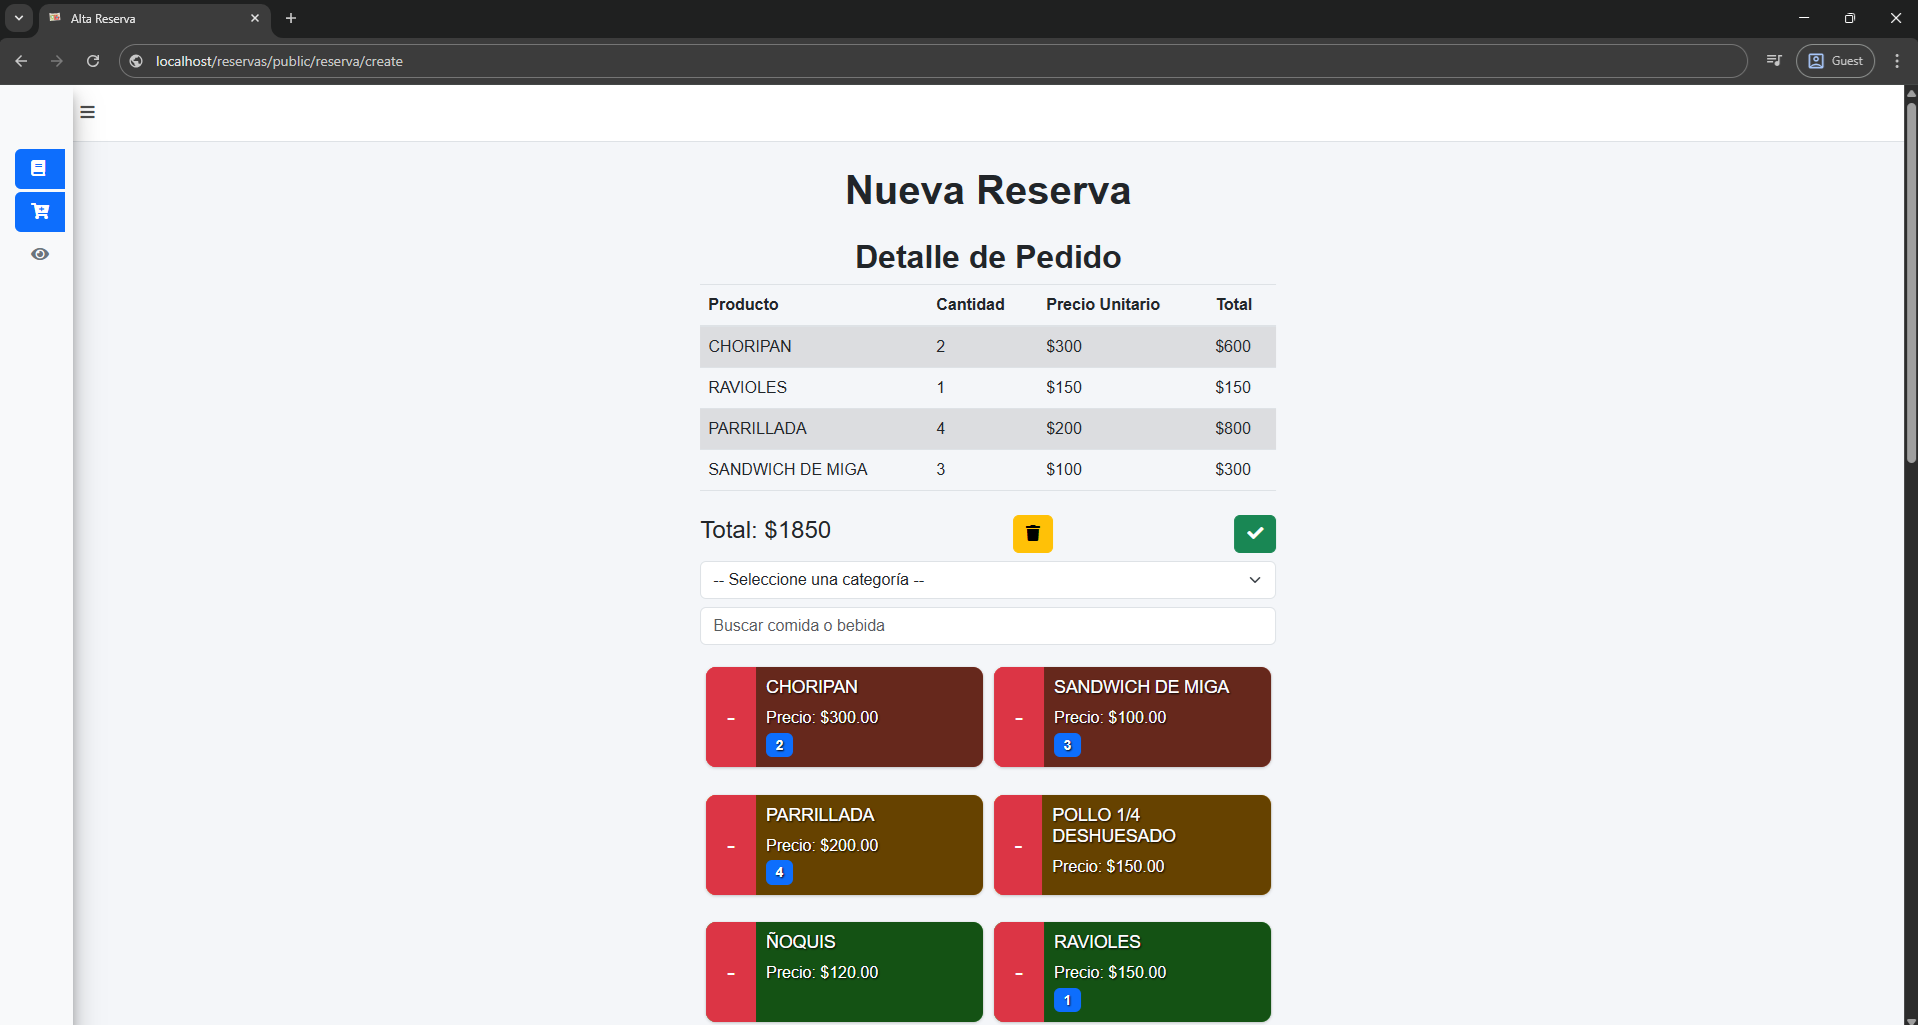 Alta Reserva
localhost/reservas/public/reserva/create
Guest
Nueva Reserva
Detalle de Pedido
Producto Cantidad Precio Unitario Total
CHORIPAN 2 $300 $600
RAVIOLES 1 $150 $150
PARRILLADA 4 $200 $800
SANDWICH DE MIGA 3 $100 $300
Total: $1850
-- Seleccione una categoría --
Buscar comida o bebida
-
CHORIPAN
Precio: $300.00
2
-
SANDWICH DE MIGA
Precio: $100.00
3
-
PARRILLADA
Precio: $200.00
4
-
POLLO 1/4
DESHUESADO
Precio: $150.00
-
ÑOQUIS
Precio: $120.00
-
RAVIOLES
Precio: $150.00
1